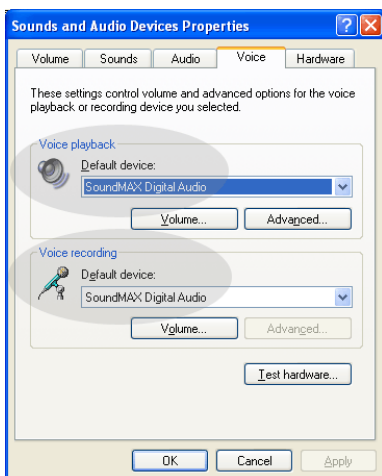 Sounds and Audio Devices Properties
Volume Sounds Audio Voice Hardware
These settings control volume and advanced options for the voice
playback or recording device you selected.
Voice playback
Default device:
SoundMAX Digital Audio
Volume... Advanced...
Voice recording
Default device:
SoundMAX Digital Audio
Volume... Advanced...
Test hardware...
OK Cancel Apply